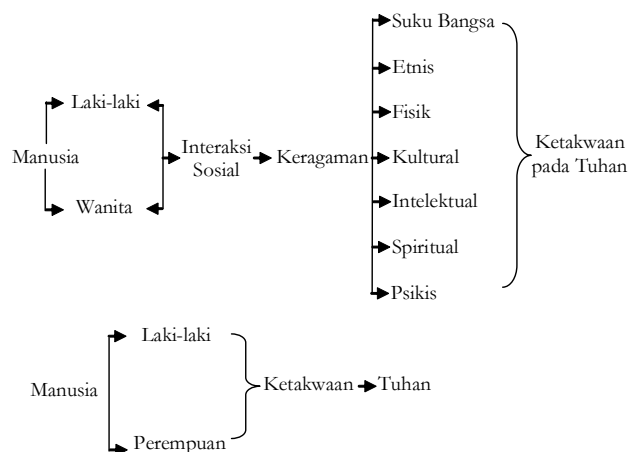 Suku Bangsa
Etnis
Laki-laki
Fisik
Manusia
Interaksi
Sosial
Keragaman
Kultural
Ketakwaan
pada Tuhan
Wanita
Intelektual
Spiritual
Psikis
Laki-laki
Manusia
Ketakwaan
Tuhan
Perempuan